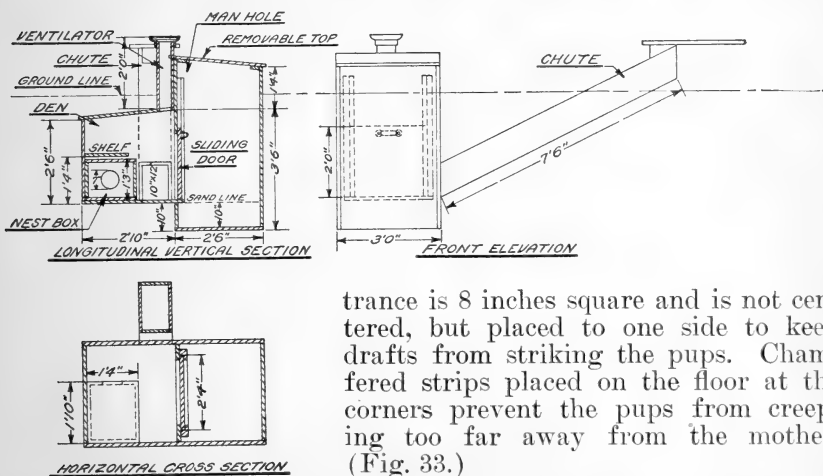 MAN HOLE
VENTILATOR
REMOVABLE TOP
CHUTE
2'0"
GROUND LINE
1'4"
DEN
SHELF
SLIDING
DOOR
2'6"
1'4"
1'3"
10"x12"
3'6"
SAND LINE
NEST BOX
10"
10"
2'10"
2'6"
LONGITUDINAL VERTICAL SECTION
CHUTE
7'6"
2'0"
3'0"
FRONT ELEVATION
1'4"
2'4"
1'10"
HORIZONTAL CROSS SECTION
trance is 8 inches square and is not cen
tered, but placed to one side to kee
drafts from striking the pups. Cham
fered strips placed on the floor at th
corners prevent the pups from creep
ing too far away from the mothe
(Fig. 33.)